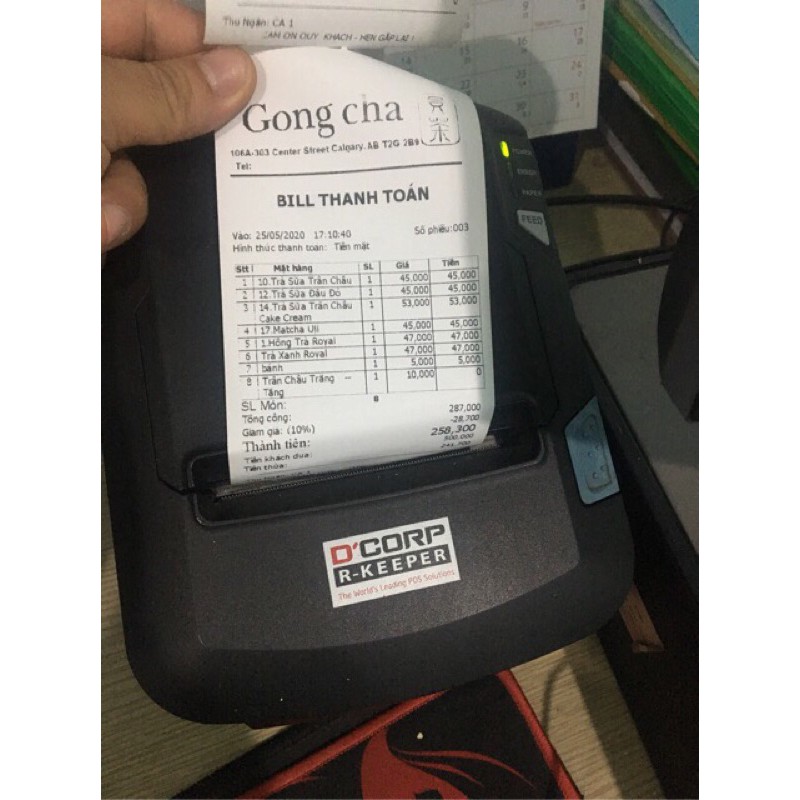 Thu Ngân: CA 1
CẢM ƠN QUÝ KHÁCH - HẸN GẶP LẠI !
Gong cha
106A-303 Center Street Calgary, AB T2G 2B9
Tel:
BILL THANH TOÁN
Vào: 25/05/2020 17:10:40 Số phiếu:003
Hình thức thanh toán: Tiền mặt
Stt Mặt hàng SL Giá Tiền
1 10.Trà Sữa Trân Châu 1 45,000 45,000
2 12.Trà Sữa Đậu Đỏ 1 45,000 45,000
3 14.Trà Sữa Trân Châu 1 53,000 53,000
Cake Cream
4 17.Matcha Uli 1 45,000 45,000
5 1.Hồng Trà Royal 1 47,000 47,000
6 Trà Xanh Royal 1 47,000 47,000
7 bánh 1 5,000 5,000
8 Trân Châu Trắng -- 1 10,000 0
Tặng
SL Món: 8
Tổng cộng: 287,000
Giảm giá: (10%) -28,700
Thành tiền: 258,300
Tiền khách đưa: 500,000
Tiền thừa: 241,700
POWER
ERROR
PAPER
FEED
D'CORP
R-KEEPER
The World's Leading POS Solutions